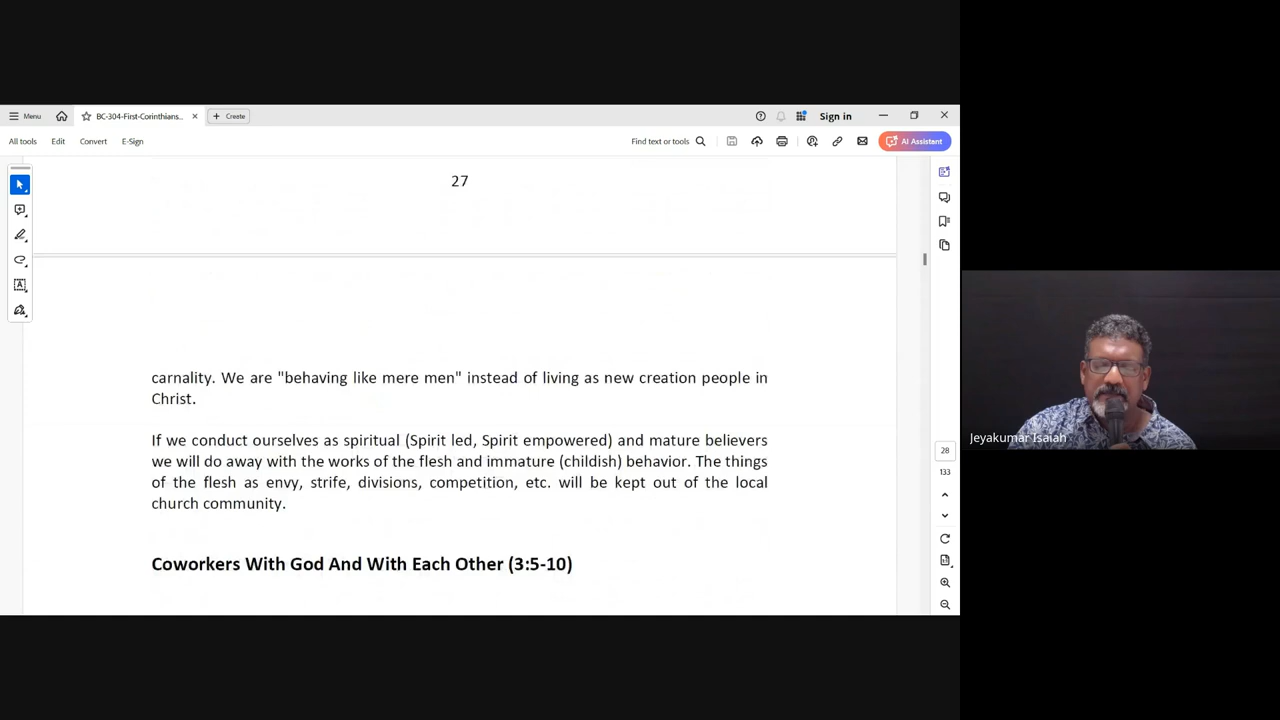 Menu
BC-304-First-Corinthians...
Create
Sign in
All tools
Edit
Convert
E-Sign
Find text or tools
AI Assistant
27
carnality. We are "behaving like mere men" instead of living as new creation people in
Christ.
If we conduct ourselves as spiritual (Spirit led, Spirit empowered) and mature believers
we will do away with the works of the flesh and immature (childish) behavior. The things
of the flesh as envy, strife, divisions, competition, etc. will be kept out of the local
church community.
Coworkers With God And With Each Other (3:5-10)
28
133
Jeyakumar Isaiah